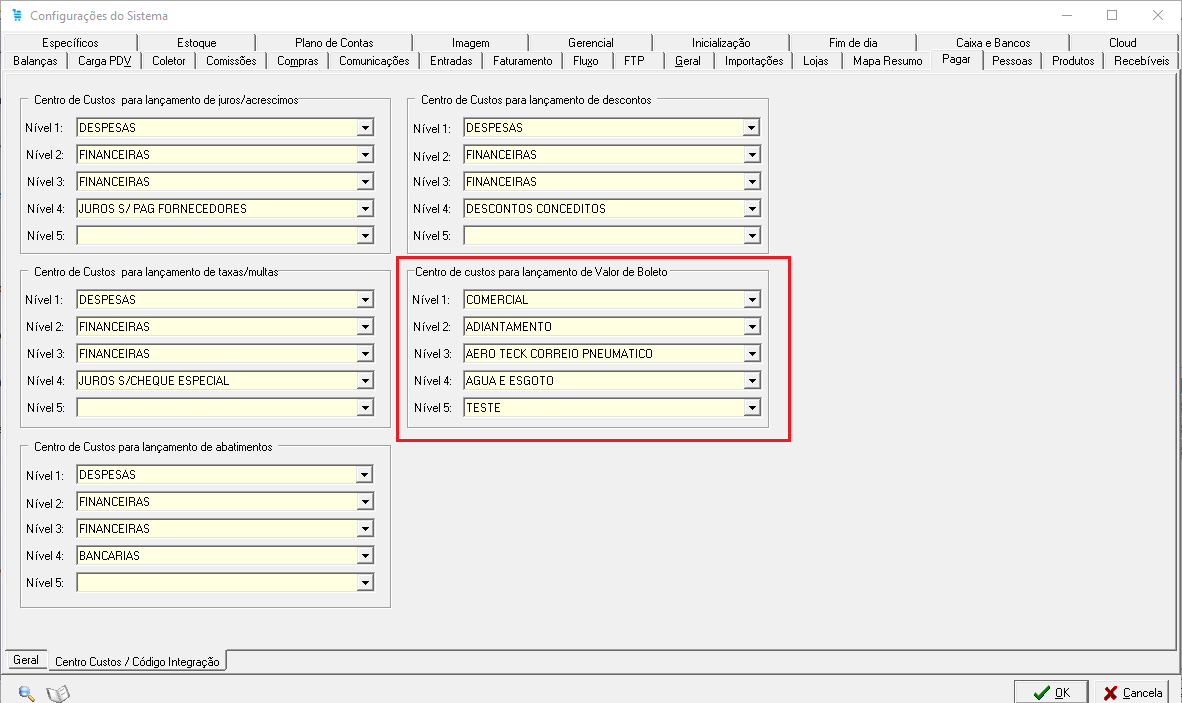 Configurações do Sistema
Específicos Estoque Plano de Contas Imagem Gerencial Inicialização Fim de dia Caixa e Bancos Cloud
Balanças Carga PDV Coletor Comissões Compras Comunicações Entradas Faturamento Fluxo FTP Geral Importações Lojas Mapa Resumo Pagar Pessoas Produtos Recebíveis
Centro de Custos para lançamento de juros/acrescimos
Nível 1: DESPESAS
Nível 2: FINANCEIRAS
Nível 3: FINANCEIRAS
Nível 4: JUROS S/ PAG FORNECEDORES
Nível 5:
Centro de Custos para lançamento de descontos
Nível 1: DESPESAS
Nível 2: FINANCEIRAS
Nível 3: FINANCEIRAS
Nível 4: DESCONTOS CONCEDITOS
Nível 5:
Centro de Custos para lançamento de taxas/multas
Nível 1: DESPESAS
Nível 2: FINANCEIRAS
Nível 3: FINANCEIRAS
Nível 4: JUROS S/CHEQUE ESPECIAL
Nível 5:
Centro de custos para lançamento de Valor de Boleto
Nível 1: COMERCIAL
Nível 2: ADIANTAMENTO
Nível 3: AERO TECK CORREIO PNEUMATICO
Nível 4: AGUA E ESGOTO
Nível 5: TESTE
Centro de Custos para lançamento de abatimentos
Nível 1: DESPESAS
Nível 2: FINANCEIRAS
Nível 3: FINANCEIRAS
Nível 4: BANCARIAS
Nível 5:
Geral Centro Custos / Código Integração
OK Cancela